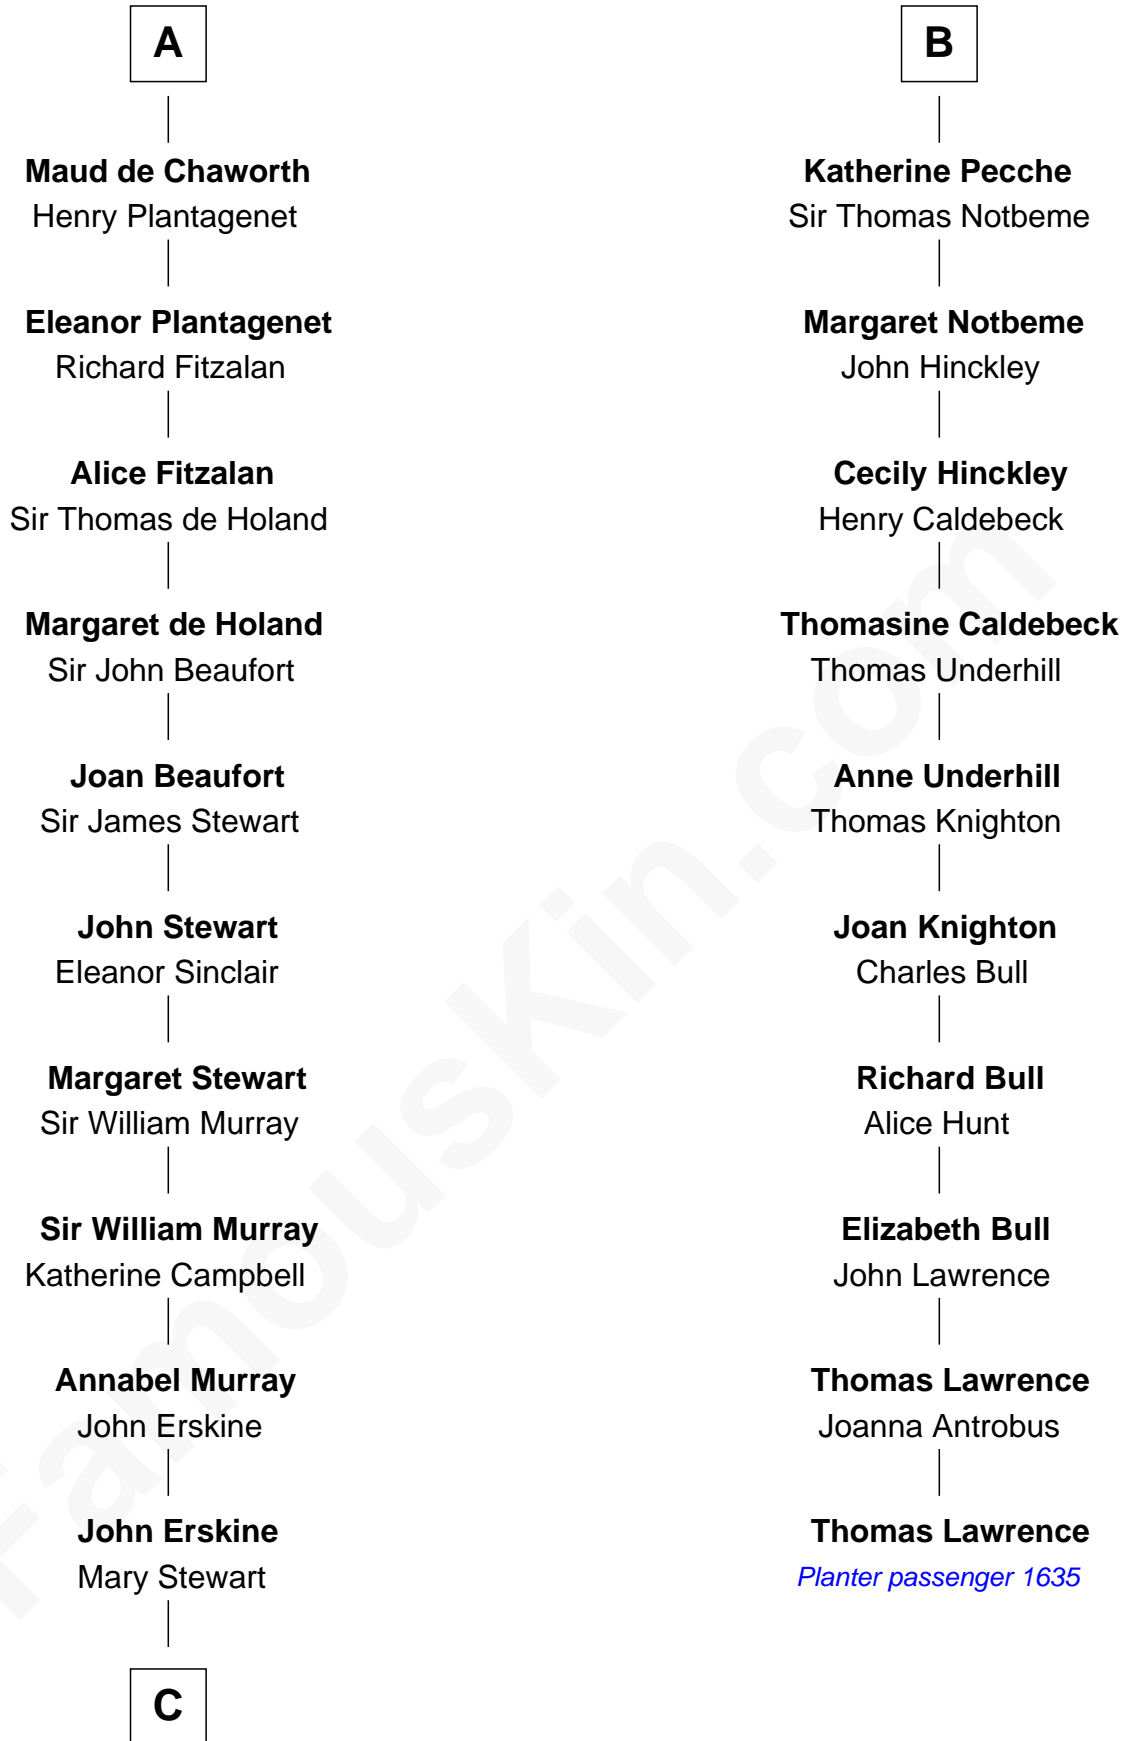 A
Maud de Chaworth
Henry Plantagenet
Eleanor Plantagenet
Richard Fitzalan
Alice Fitzalan
Sir Thomas de Holand
Margaret de Holand
Sir John Beaufort
Joan Beaufort
Sir James Stewart
John Stewart
Eleanor Sinclair
Margaret Stewart
Sir William Murray
Sir William Murray
Katherine Campbell
Annabel Murray
John Erskine
John Erskine
Mary Stewart
C
B
Katherine Pecche
Sir Thomas Notbeme
Margaret Notbeme
John Hinckley
Cecily Hinckley
Henry Caldebeck
Thomasine Caldebeck
Thomas Underhill
Anne Underhill
Thomas Knighton
Joan Knighton
Charles Bull
Richard Bull
Alice Hunt
Elizabeth Bull
John Lawrence
Thomas Lawrence
Joanna Antrobus
Thomas Lawrence
Planter passenger 1635
FamousKin.com